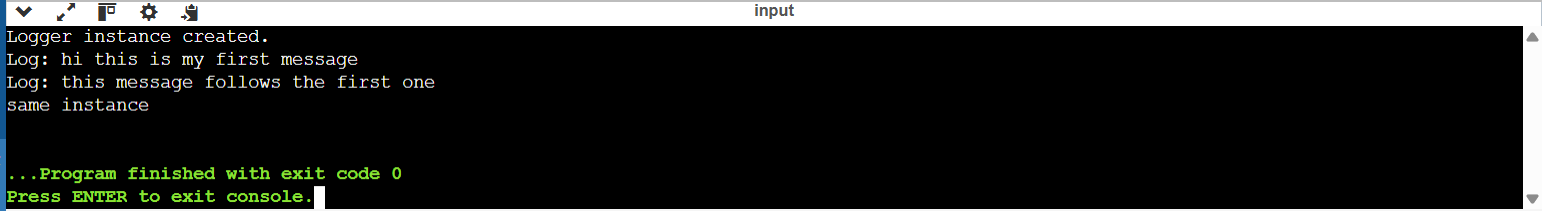 input
Logger instance created.
Log: hi this is my first message
Log: this message follows the first one
same instance
...Program finished with exit code 0
Press ENTER to exit console.